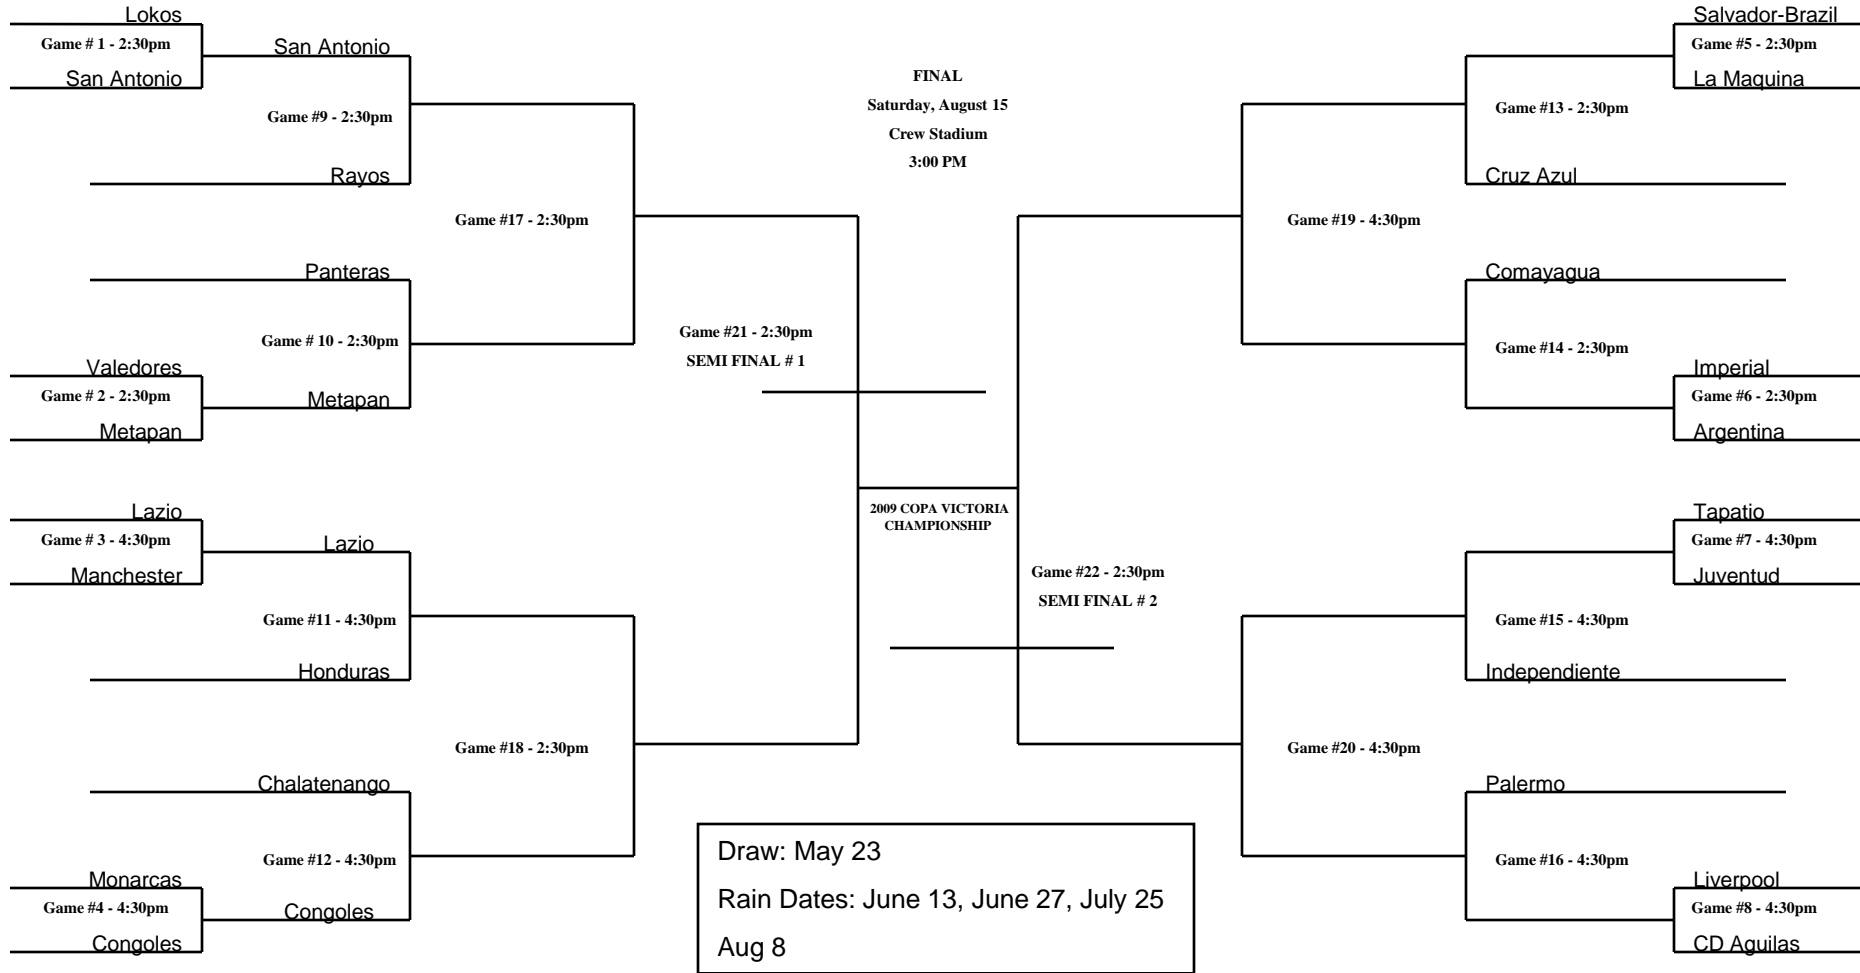 Lokos
Game # 1 - 2:30pm
San Antonio
San Antonio
Game #9 - 2:30pm
Rayos
Game #17 - 2:30pm
Panteras
Game # 10 - 2:30pm
Valedores
Game # 2 - 2:30pm
Metapan
Metapan
Game #21 - 2:30pm
SEMI FINAL # 1
Lazio
Game # 3 - 4:30pm
Manchester
Lazio
Game #11 - 4:30pm
Honduras
Game #18 - 2:30pm
Chalatenango
Game #12 - 4:30pm
Monarcas
Game #4 - 4:30pm
Congoles
Congoles
FINAL
Saturday, August 15
Crew Stadium
3:00 PM
2009 COPA VICTORIA
CHAMPIONSHIP
Game #22 - 2:30pm
SEMI FINAL # 2
Salvador-Brazil
Game #5 - 2:30pm
La Maquina
Game #13 - 2:30pm
Cruz Azul
Game #19 - 4:30pm
Comayagua
Game #14 - 2:30pm
Imperial
Game #6 - 2:30pm
Argentina
Tapatio
Game #7 - 4:30pm
Juventud
Game #15 - 4:30pm
Independiente
Game #20 - 4:30pm
Palermo
Game #16 - 4:30pm
Liverpool
Game #8 - 4:30pm
CD Aguilas
Draw: May 23
Rain Dates: June 13, June 27, July 25
Aug 8